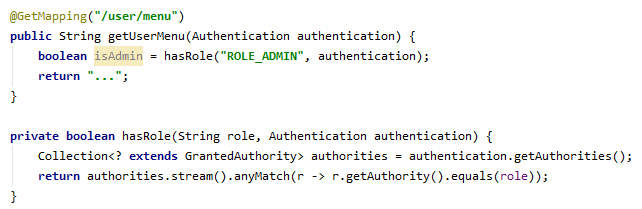 @GetMapping("/user/menu")
public String getUserMenu(Authentication authentication) {
    boolean isAdmin = hasRole("ROLE_ADMIN", authentication);
    return "...";
}

private boolean hasRole(String role, Authentication authentication) {
    Collection<? extends GrantedAuthority> authorities = authentication.getAuthorities();
    return authorities.stream().anyMatch(r -> r.getAuthority().equals(role));
}